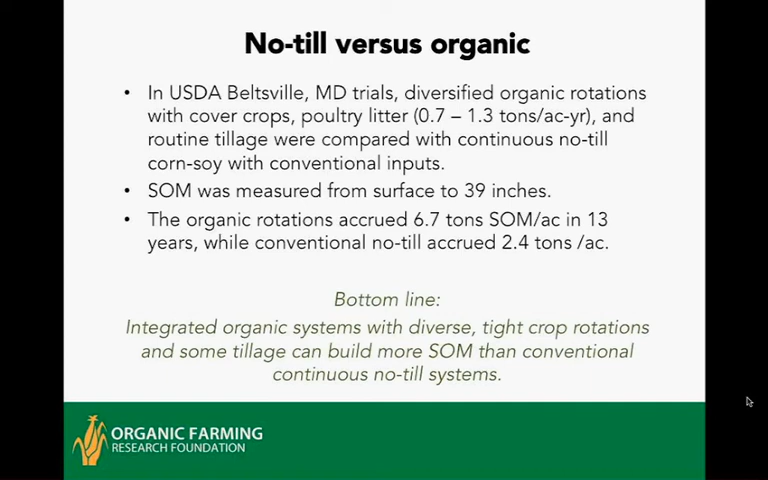 No-till versus organic
• In USDA Beltsville, MD trials, diversified organic rotations
with cover crops, poultry litter (0.7 – 1.3 tons/ac-yr), and
routine tillage were compared with continuous no-till
corn-soy with conventional inputs.
• SOM was measured from surface to 39 inches.
• The organic rotations accrued 6.7 tons SOM/ac in 13
years, while conventional no-till accrued 2.4 tons /ac.
Bottom line:
Integrated organic systems with diverse, tight crop rotations
and some tillage can build more SOM than conventional
continuous no-till systems.
ORGANIC FARMING
RESEARCH FOUNDATION